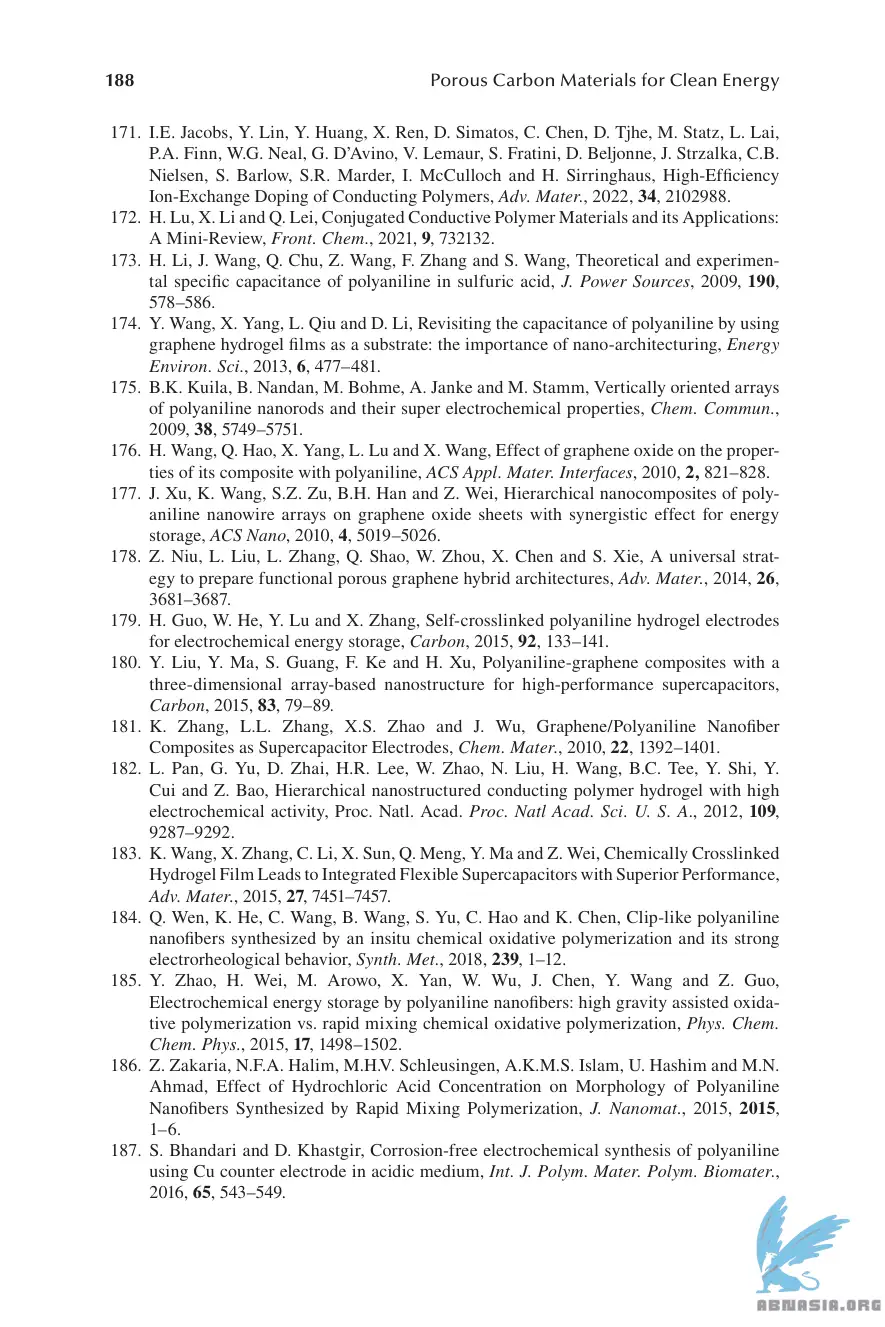 188 Porous Carbon Materials for Clean Energy
171. I.E. Jacobs, Y. Lin, Y. Huang, X. Ren, D. Simatos, C. Chen, D. Tjhe, M. Statz, L. Lai,
P.A. Finn, W.G. Neal, G. D’Avino, V. Lemaur, S. Fratini, D. Beljonne, J. Strzalka, C.B.
Nielsen, S. Barlow, S.R. Marder, I. McCulloch and H. Sirringhaus, High-Efficiency
Ion-Exchange Doping of Conducting Polymers, Adv. Mater., 2022, 34, 2102988.
172. H. Lu, X. Li and Q. Lei, Conjugated Conductive Polymer Materials and its Applications:
A Mini-Review, Front. Chem., 2021, 9, 732132.
173. H. Li, J. Wang, Q. Chu, Z. Wang, F. Zhang and S. Wang, Theoretical and experimen-
tal specific capacitance of polyaniline in sulfuric acid, J. Power Sources, 2009, 190,
578–586.
174. Y. Wang, X. Yang, L. Qiu and D. Li, Revisiting the capacitance of polyaniline by using
graphene hydrogel films as a substrate: the importance of nano-architecturing, Energy
Environ. Sci., 2013, 6, 477–481.
175. B.K. Kuila, B. Nandan, M. Bohme, A. Janke and M. Stamm, Vertically oriented arrays
of polyaniline nanorods and their super electrochemical properties, Chem. Commun.,
2009, 38, 5749–5751.
176. H. Wang, Q. Hao, X. Yang, L. Lu and X. Wang, Effect of graphene oxide on the proper-
ties of its composite with polyaniline, ACS Appl. Mater. Interfaces, 2010, 2, 821–828.
177. J. Xu, K. Wang, S.Z. Zu, B.H. Han and Z. Wei, Hierarchical nanocomposites of poly-
aniline nanowire arrays on graphene oxide sheets with synergistic effect for energy
storage, ACS Nano, 2010, 4, 5019–5026.
178. Z. Niu, L. Liu, L. Zhang, Q. Shao, W. Zhou, X. Chen and S. Xie, A universal strat-
egy to prepare functional porous graphene hybrid architectures, Adv. Mater., 2014, 26,
3681–3687.
179. H. Guo, W. He, Y. Lu and X. Zhang, Self-crosslinked polyaniline hydrogel electrodes
for electrochemical energy storage, Carbon, 2015, 92, 133–141.
180. Y. Liu, Y. Ma, S. Guang, F. Ke and H. Xu, Polyaniline-graphene composites with a
three-dimensional array-based nanostructure for high-performance supercapacitors,
Carbon, 2015, 83, 79–89.
181. K. Zhang, L.L. Zhang, X.S. Zhao and J. Wu, Graphene/Polyaniline Nanofiber
Composites as Supercapacitor Electrodes, Chem. Mater., 2010, 22, 1392–1401.
182. L. Pan, G. Yu, D. Zhai, H.R. Lee, W. Zhao, N. Liu, H. Wang, B.C. Tee, Y. Shi, Y.
Cui and Z. Bao, Hierarchical nanostructured conducting polymer hydrogel with high
electrochemical activity, Proc. Natl. Acad. Proc. Natl Acad. Sci. U. S. A., 2012, 109,
9287–9292.
183. K. Wang, X. Zhang, C. Li, X. Sun, Q. Meng, Y. Ma and Z. Wei, Chemically Crosslinked
Hydrogel Film Leads to Integrated Flexible Supercapacitors with Superior Performance,
Adv. Mater., 2015, 27, 7451–7457.
184. Q. Wen, K. He, C. Wang, B. Wang, S. Yu, C. Hao and K. Chen, Clip-like polyaniline
nanofibers synthesized by an insitu chemical oxidative polymerization and its strong
electrorheological behavior, Synth. Met., 2018, 239, 1–12.
185. Y. Zhao, H. Wei, M. Arowo, X. Yan, W. Wu, J. Chen, Y. Wang and Z. Guo,
Electrochemical energy storage by polyaniline nanofibers: high gravity assisted oxida-
tive polymerization vs. rapid mixing chemical oxidative polymerization, Phys. Chem.
Chem. Phys., 2015, 17, 1498–1502.
186. Z. Zakaria, N.F.A. Halim, M.H.V. Schleusingen, A.K.M.S. Islam, U. Hashim and M.N.
Ahmad, Effect of Hydrochloric Acid Concentration on Morphology of Polyaniline
Nanofibers Synthesized by Rapid Mixing Polymerization, J. Nanomat., 2015, 2015,
1–6.
187. S. Bhandari and D. Khastgir, Corrosion-free electrochemical synthesis of polyaniline
using Cu counter electrode in acidic medium, Int. J. Polym. Mater. Polym. Biomater.,
2016, 65, 543–549.
ABNASIA.ORG